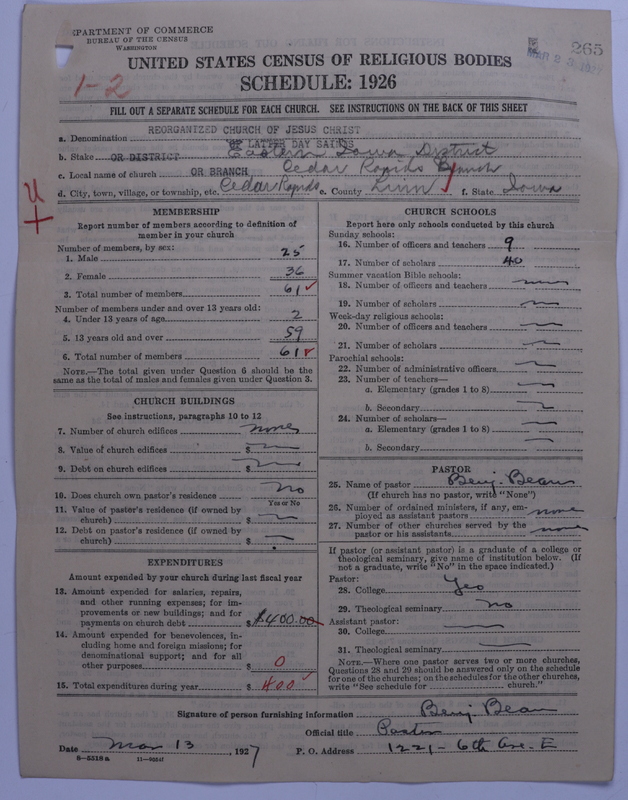 DEPARTMENT OF COMMERCE
BUREAU OF THE CENSUS
WASHINGTON
265
MAR 23 1927
UNITED STATES CENSUS OF RELIGIOUS BODIES
SCHEDULE: 1926
1-2
FILL OUT A SEPARATE SCHEDULE FOR EACH CHURCH. SEE INSTRUCTIONS ON THE BACK OF THIS SHEET
REORGANIZED CHURCH OF JESUS CHRIST
a. Denomination OF LATTER DAY SAINTS
b. Stake OR DISTRICT Eastern Iowa District
c. Local name of church OR BRANCH Cedar Rapids Branch
d. City, town, village, or township, etc. Cedar Rapids e. County Linn f. State Iowa
MEMBERSHIP
Report number of members according to definition of
member in your church
Number of members, by sex:
1. Male 25
2. Female 36
3. Total number of members 61
Number of members under and over 13 years old:
4. Under 13 years of age 2
5. 13 years old and over 59
6. Total number of members 61
NOTE.—The total given under Question 6 should be the
same as the total of males and females given under Question 3.
CHURCH BUILDINGS
See instructions, paragraphs 10 to 12
7. Number of church edifices none
8. Value of church edifices $
9. Debt on church edifices $
10. Does church own pastor's residence No
Yes or No
11. Value of pastor's residence (if owned by
church) $
12. Debt on pastor's residence (if owned by
church) $
EXPENDITURES
Amount expended by your church during last fiscal year
13. Amount expended for salaries, repairs,
and other running expenses; for im-
provements or new buildings; and for
payments on church debt $ $400.00
14. Amount expended for benevolences, in-
cluding home and foreign missions; for
denominational support; and for all
other purposes $ 0
15. Total expenditures during year $ 400
CHURCH SCHOOLS
Report here only schools conducted by this church
Sunday schools:
16. Number of officers and teachers 9
17. Number of scholars 40
Summer vacation Bible schools:
18. Number of officers and teachers
19. Number of scholars
Week-day religious schools:
20. Number of officers and teachers
21. Number of scholars
Parochial schools:
22. Number of administrative officers
23. Number of teachers—
a. Elementary (grades 1 to 8)
b. Secondary
24. Number of scholars—
a. Elementary (grades 1 to 8)
b. Secondary
PASTOR
25. Name of pastor Benj. Bean
(If church has no pastor, write "None")
26. Number of ordained ministers, if any, em-
ployed as assistant pastors none
27. Number of other churches served by the
pastor or his assistants none
If pastor (or assistant pastor) is a graduate of a college or
theological seminary, give name of institution below. (If
not a graduate, write "No" in the space indicated.)
Pastor:
28. College Yes
29. Theological seminary no
Assistant pastor:
30. College
31. Theological seminary
NOTE.—Where one pastor serves two or more churches,
Questions 28 and 29 should be answered only on the schedule
for one of the churches; on the schedules for the other churches,
write "See schedule for church."
Signature of person furnishing information Benj. Bean
Official title Pastor
Date Mar 13, 1927 P. O. Address 1221-6th Ave. E
8-5518a 11-9024f